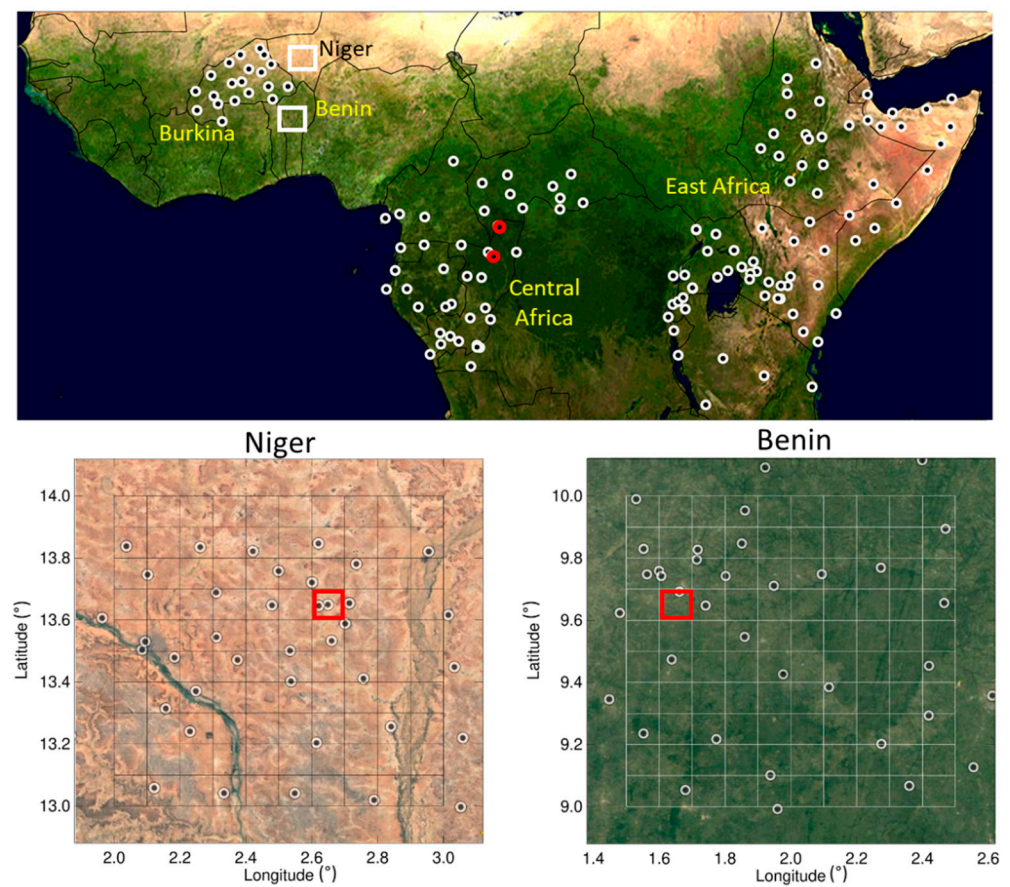 Niger
Benin
Burkina
East Africa
Central
Africa
Niger
Benin
14.0
13.8
13.6
13.4
13.2
13.0
Latitude (°)
2.0 2.2 2.4 2.6 2.8 3.0
Longitude (°)
10.0
9.8
9.6
9.4
9.2
9.0
Latitude (°)
1.4 1.6 1.8 2.0 2.2 2.4 2.6
Longitude (°)